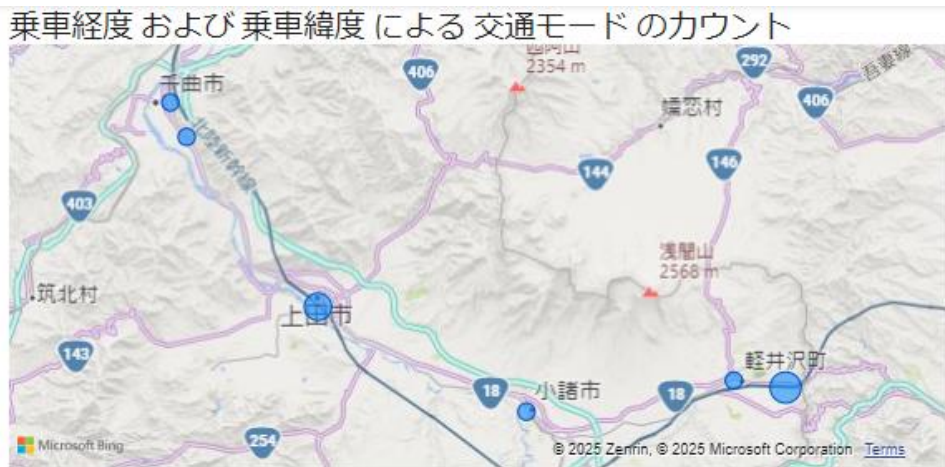 乗車経度 および 乗車緯度 による 交通モード のカウント
四阿山
2354 m
406
292
吾妻線
千曲市
406
嬬恋村
北陸新幹線
144
146
403
浅間山
2568 m
筑北村
上田市
143
軽井沢町
18
小諸市
18
254
Microsoft Bing
© 2025 Zenrin, © 2025 Microsoft Corporation Terms